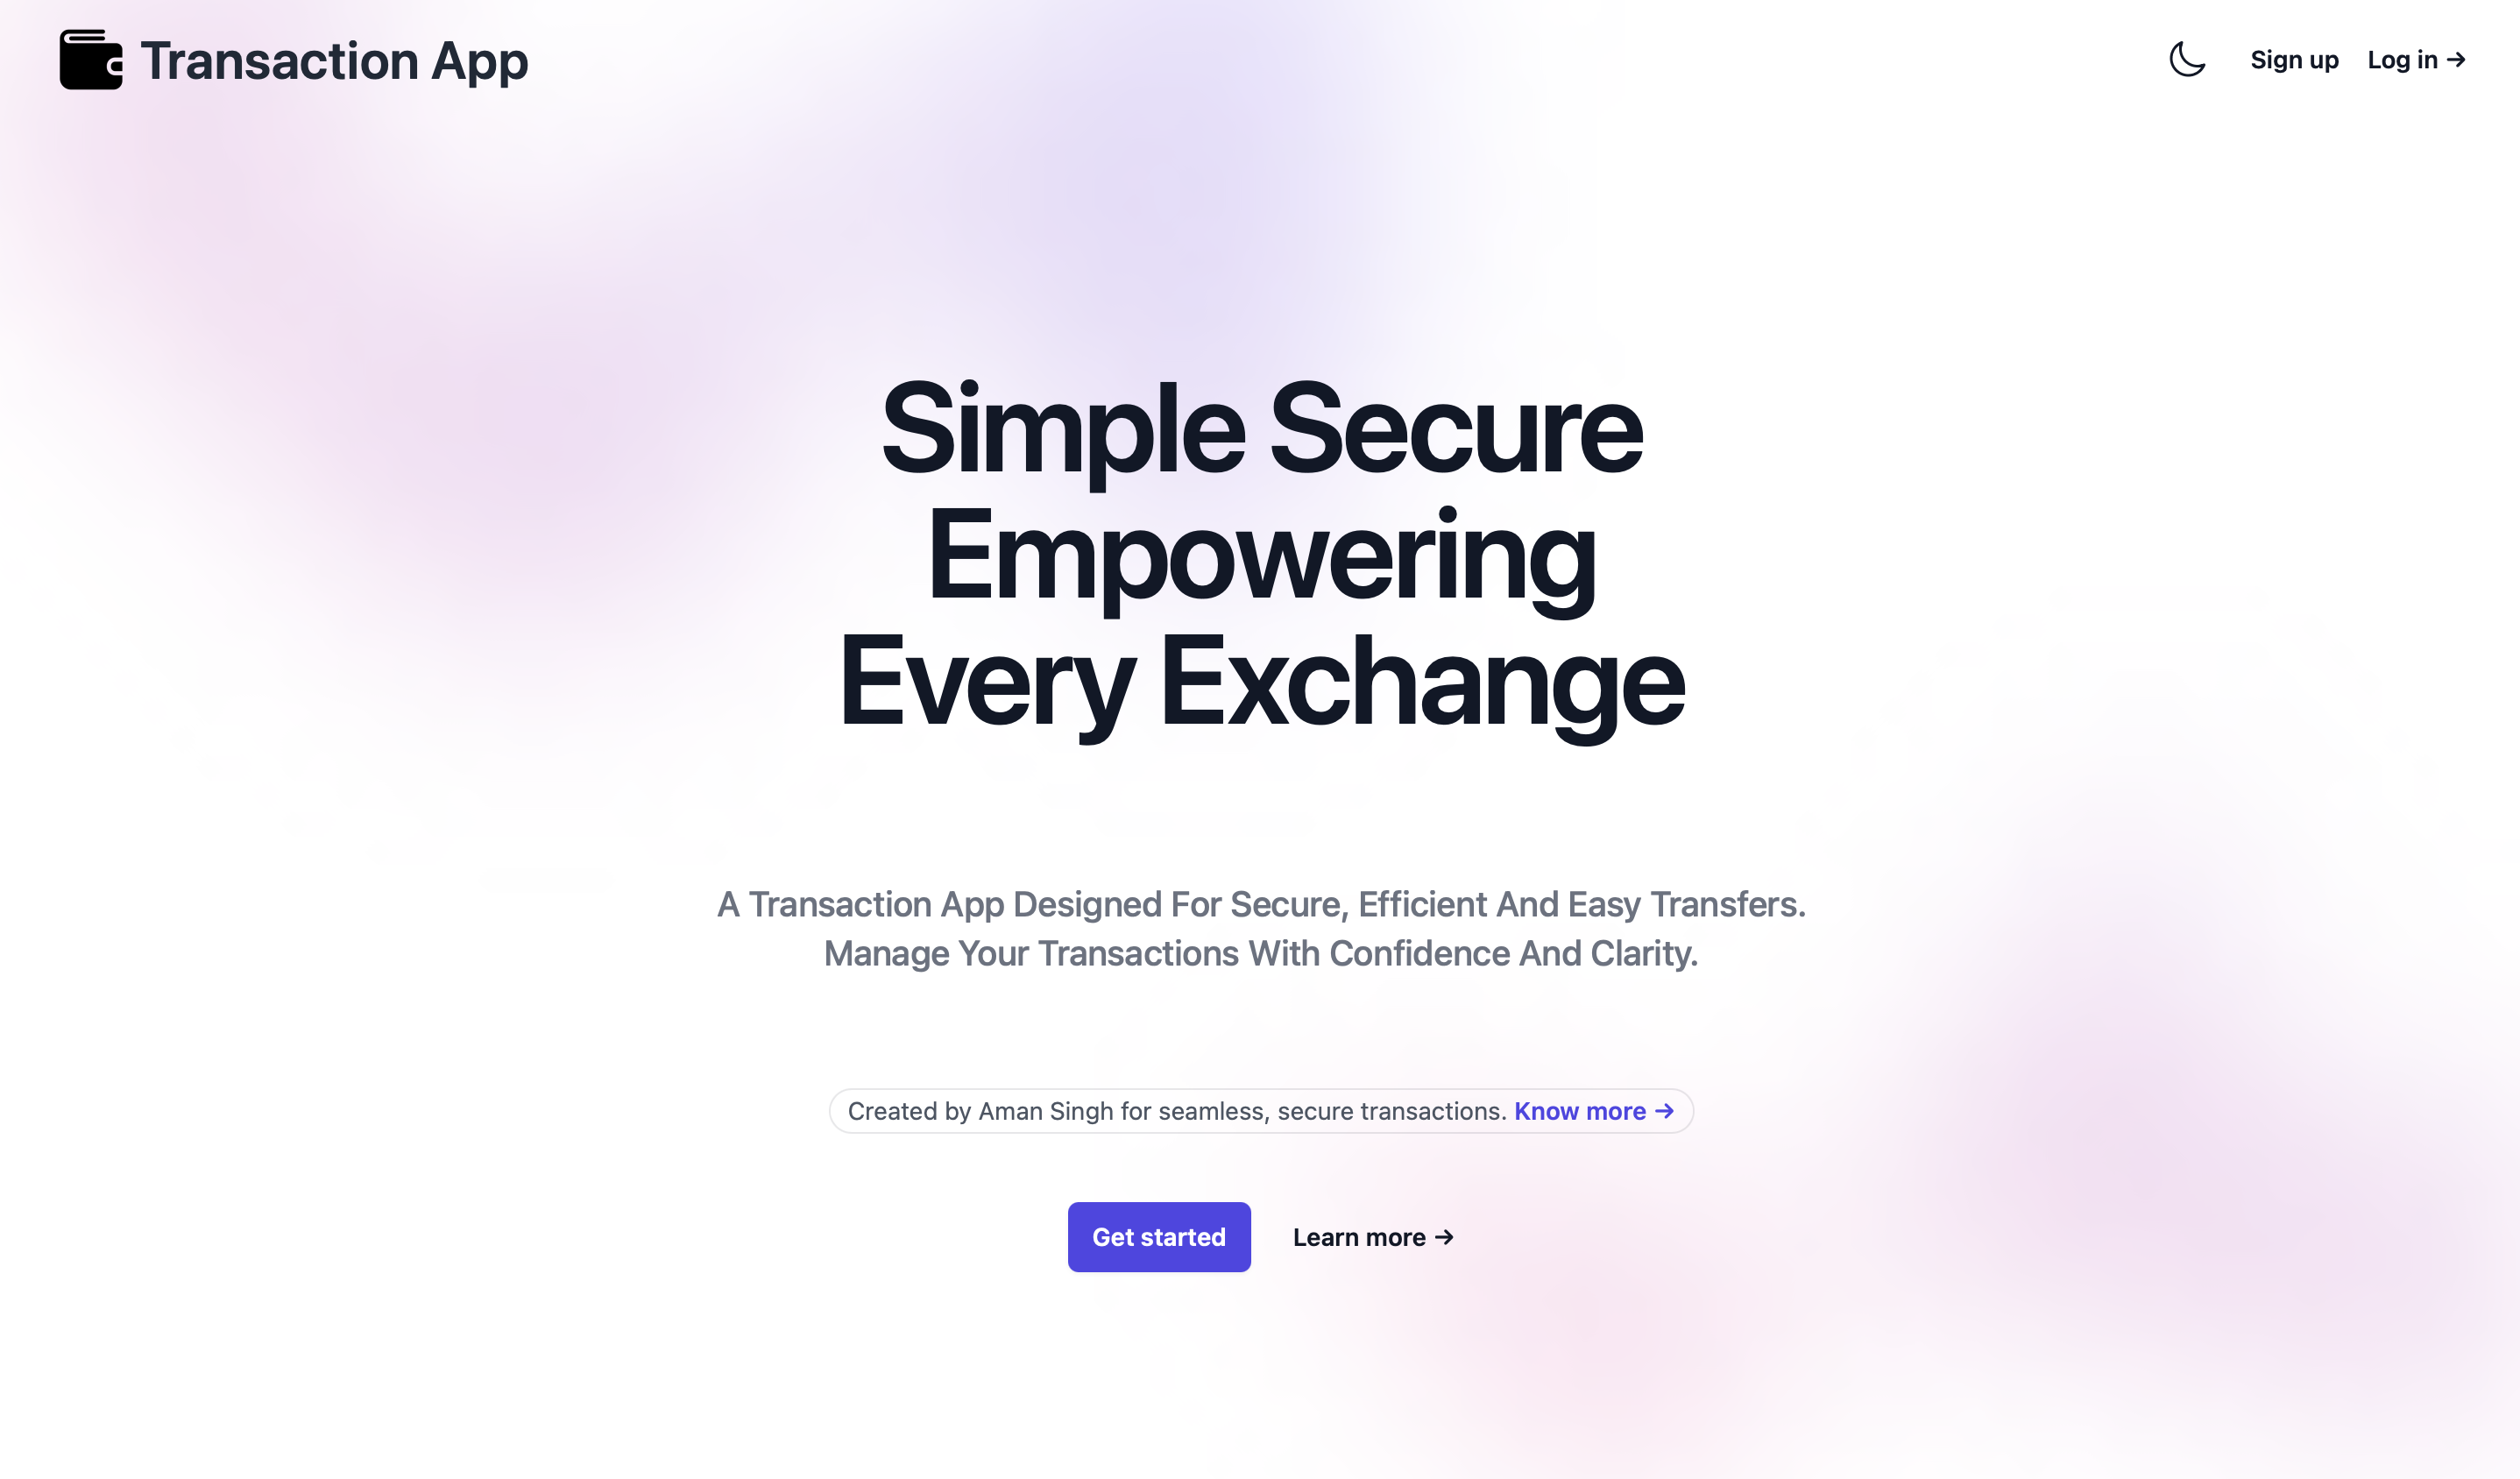 Transaction App
Sign up
Log in →
Simple Secure
Empowering
Every Exchange
A Transaction App Designed For Secure, Efficient And Easy Transfers.
Manage Your Transactions With Confidence And Clarity.
Created by Aman Singh for seamless, secure transactions. Know more →
Get started
Learn more →